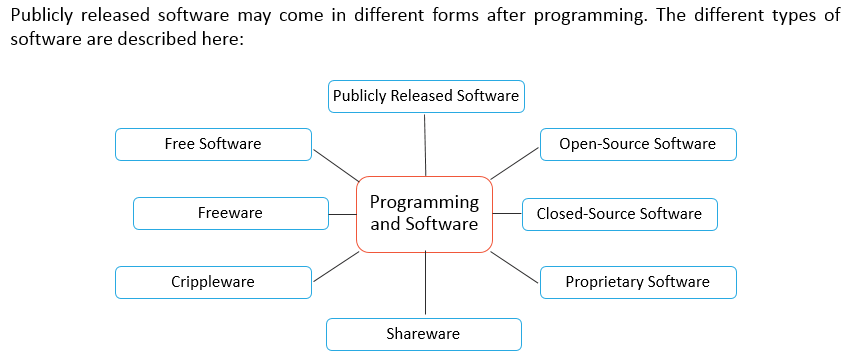 Publicly released software may come in different forms after programming. The different types of
software are described here:
Publicly Released Software
Free Software
Open-Source Software
Programming
and Software
Freeware
Closed-Source Software
Crippleware
Proprietary Software
Shareware